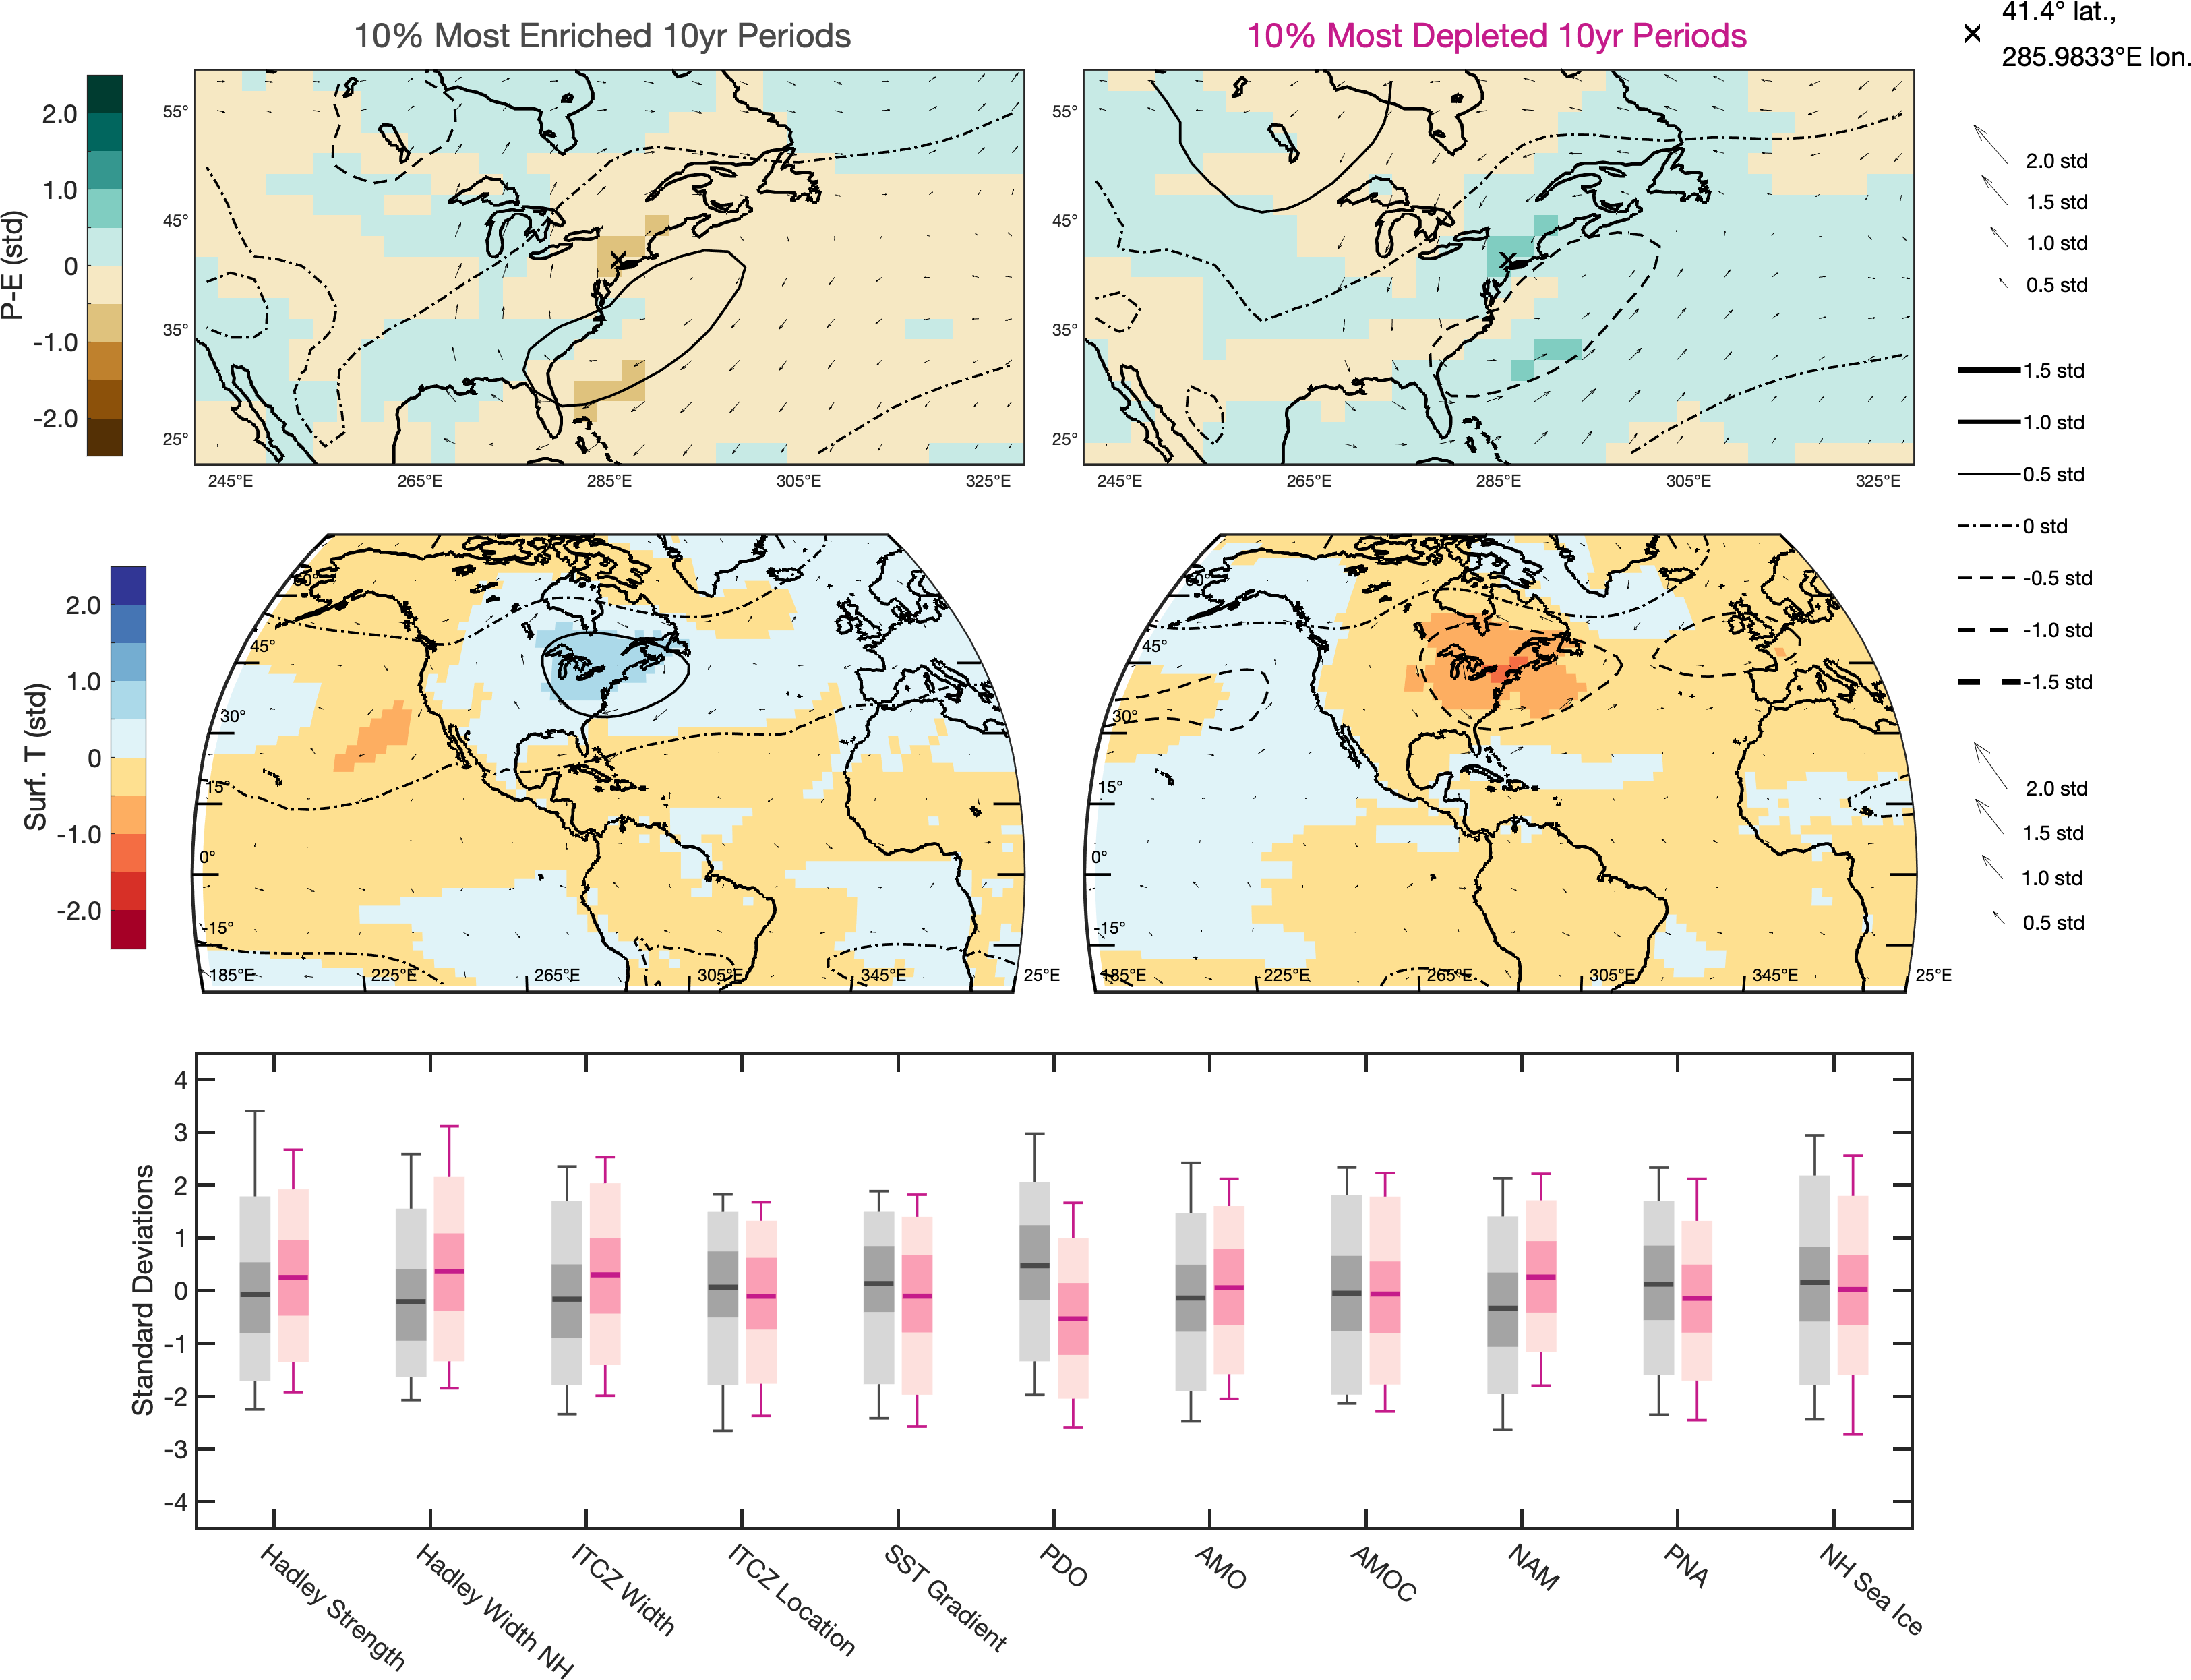 10% Most Enriched 10yr Periods
10% Most Depleted 10yr Periods
41.4° lat.,
285.9833°E lon.
P-E (std)
2.0
1.0
0
-1.0
-2.0
55°
45°
35°
25°
245°E
265°E
285°E
305°E
325°E
55°
45°
35°
25°
245°E
265°E
285°E
305°E
325°E
2.0 std
1.5 std
1.0 std
0.5 std
1.5 std
1.0 std
0.5 std
0 std
-0.5 std
-1.0 std
-1.5 std
Surf. T (std)
2.0
1.0
0
-1.0
-2.0
60°
45°
30°
15°
0°
-15°
185°E
225°E
265°E
305°E
345°E
25°E
60°
45°
30°
15°
0°
-15°
185°E
225°E
265°E
305°E
345°E
25°E
2.0 std
1.5 std
1.0 std
0.5 std
Standard Deviations
4
3
2
1
0
-1
-2
-3
-4
Hadley Strength
Hadley Width NH
ITCZ Width
ITCZ Location
SST Gradient
PDO
AMO
AMOC
NAM
PNA
NH Sea Ice